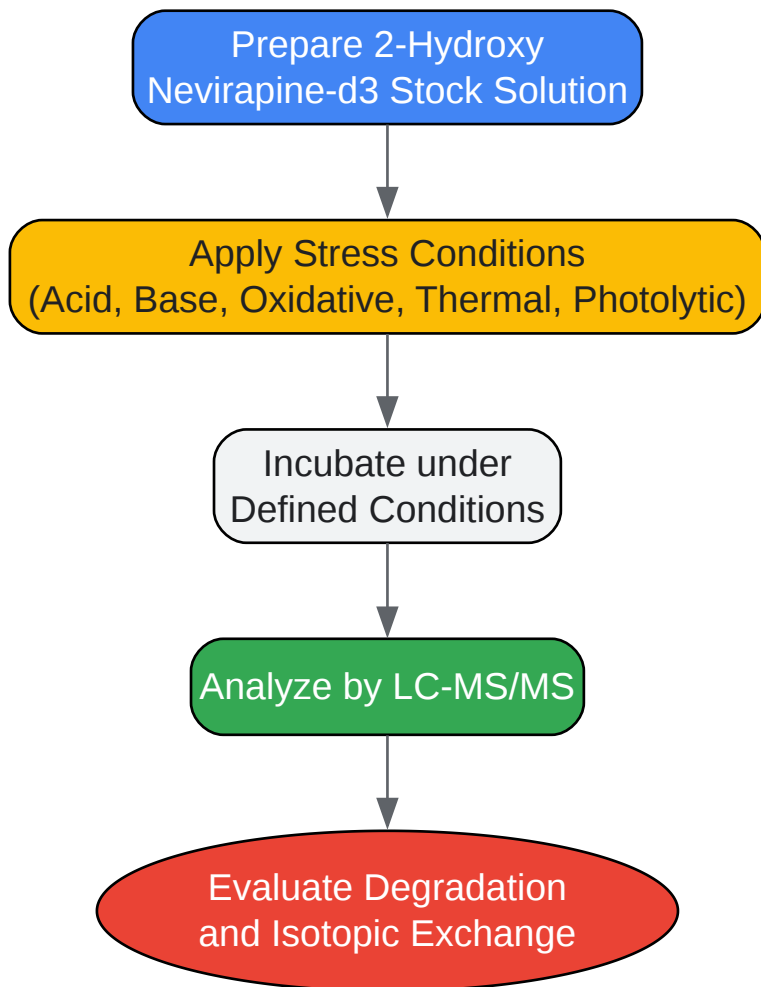 Prepare 2-Hydroxy
Nevirapine-d3 Stock Solution
Apply Stress Conditions
(Acid, Base, Oxidative, Thermal, Photolytic)
Incubate under
Defined Conditions
Analyze by LC-MS/MS
Evaluate Degradation
and Isotopic Exchange